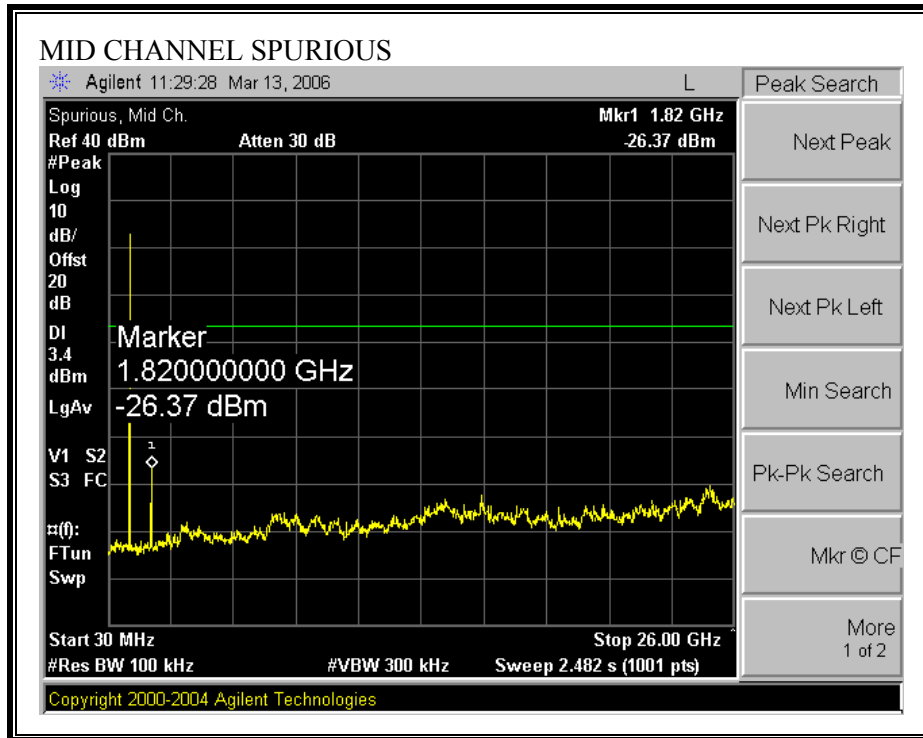 MID CHANNEL SPURIOUS
Agilent 11:29:28 Mar 13, 2006 L
Peak Search
Spurious, Mid Ch. Mkr1 1.82 GHz
Ref 40 dBm Atten 30 dB -26.37 dBm
#Peak
Log
10
dB/
Offst
20
dB
DI
3.4
dBm
LgAv
V1 S2
S3 FC
¤(f):
FTun
Swp
Marker
1.820000000 GHz
-26.37 dBm
1
Start 30 MHz Stop 26.00 GHz
#Res BW 100 kHz #VBW 300 kHz Sweep 2.482 s (1001 pts)
Copyright 2000-2004 Agilent Technologies
Next Peak
Next Pk Right
Next Pk Left
Min Search
Pk-Pk Search
Mkr © CF
More
1 of 2